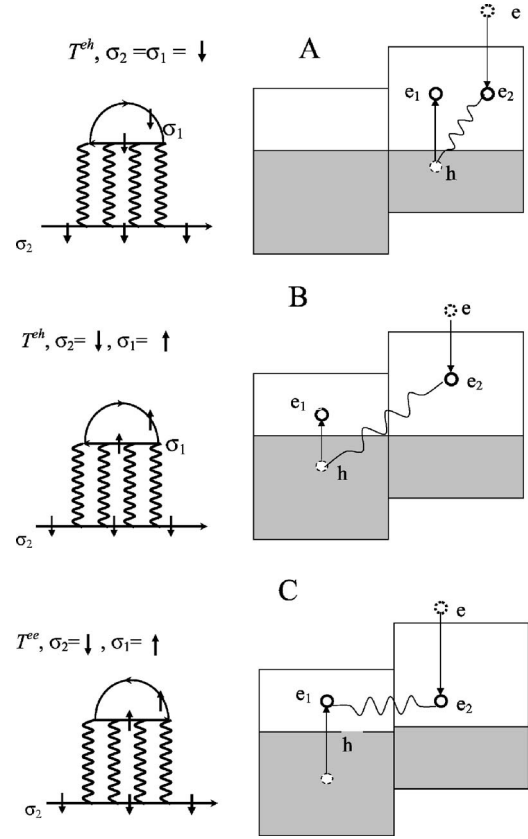 A
T^{eh}, σ₂ =σ₁ = ↓
σ₁
σ₂
e
e₁
e₂
h
B
T^{eh}, σ₂= ↓, σ₁= ↑
σ₁
σ₂
e
e₁
e₂
h
C
T^{ee}, σ₂= ↓, σ₁= ↑
σ₂
e
e₁
e₂
h